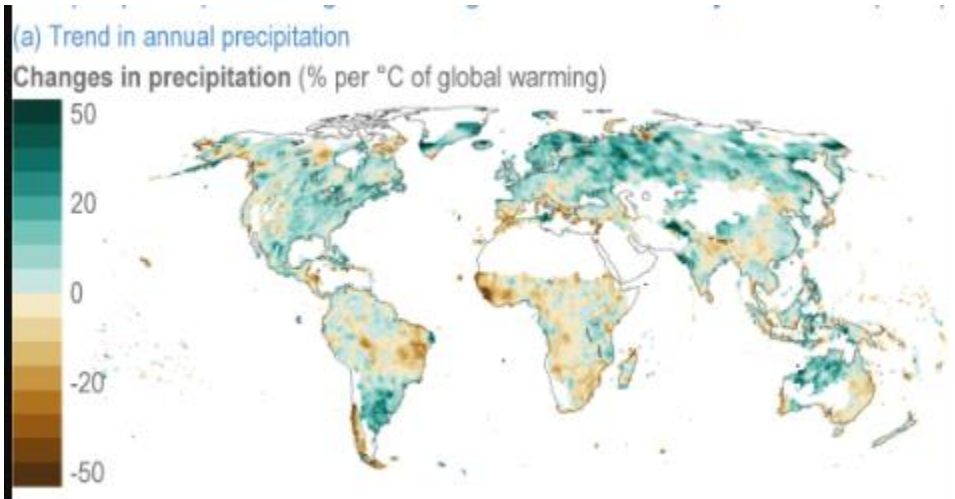 (a) Trend in annual precipitation
Changes in precipitation (% per °C of global warming)
50
20
0
-20
-50